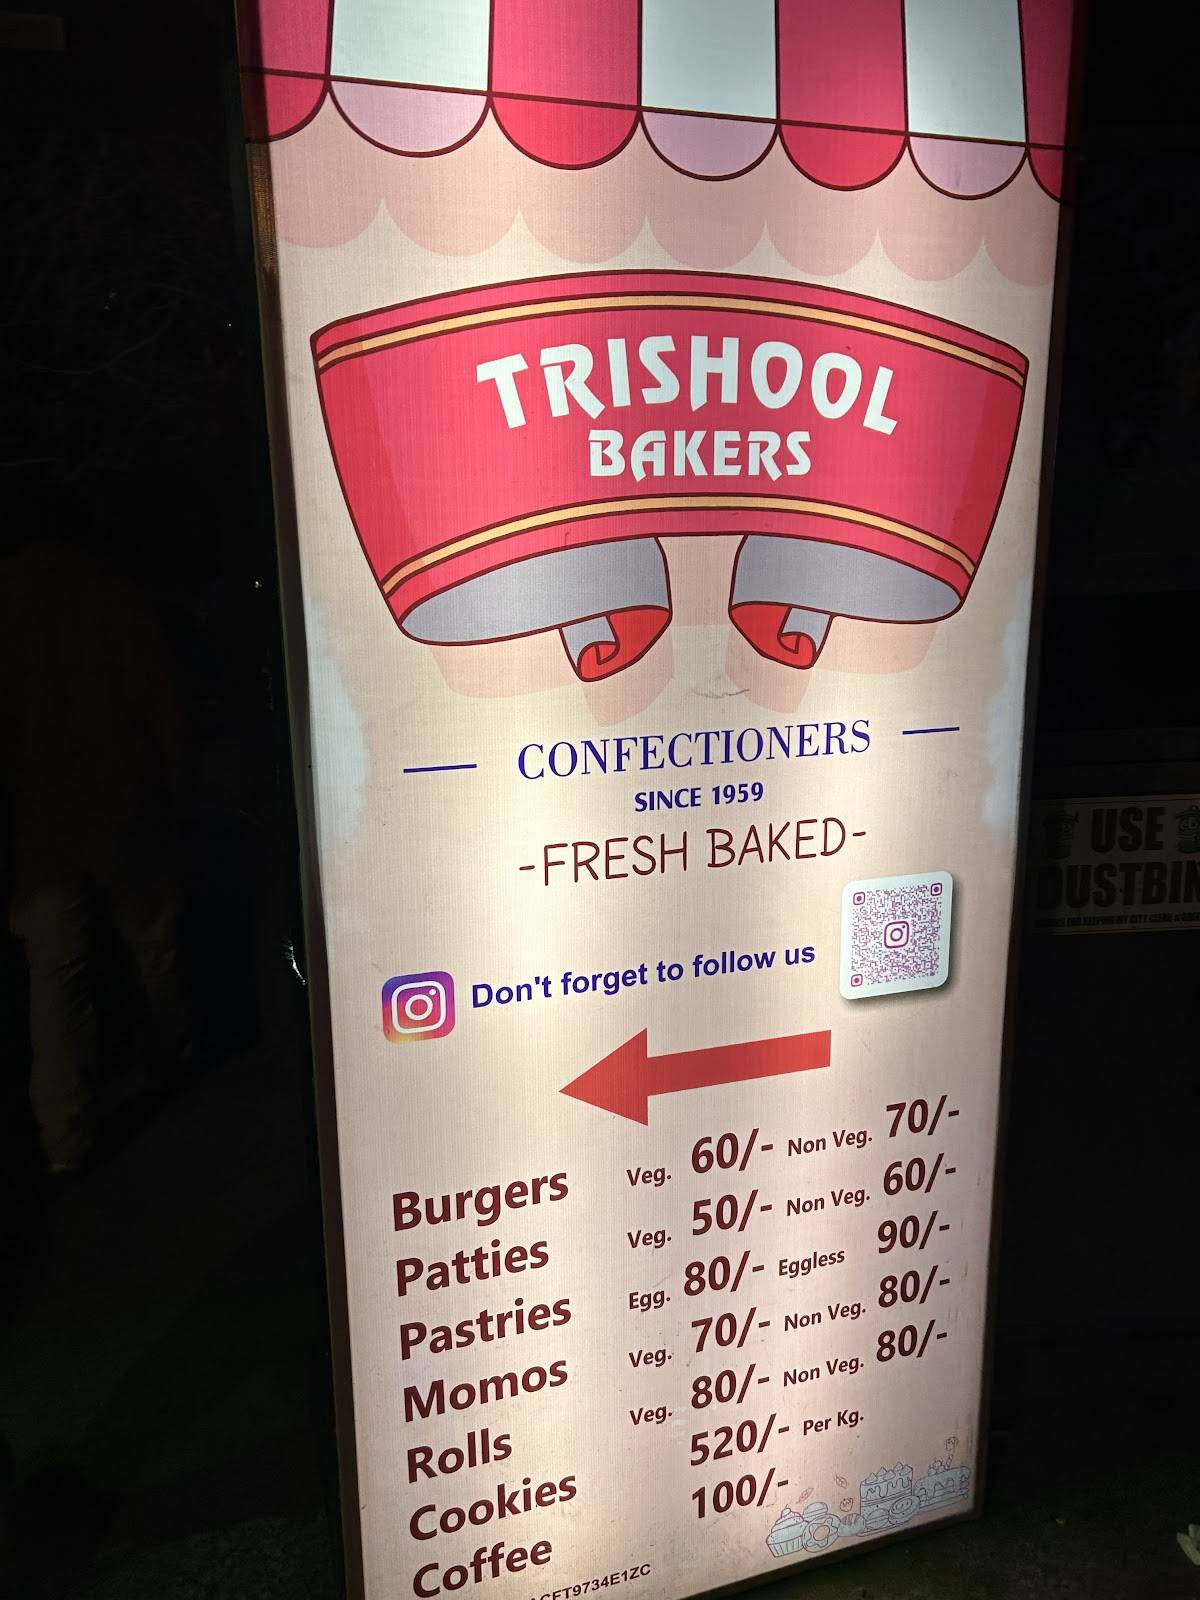 TRISHOOL
BAKERS
CONFECTIONERS
SINCE 1959
-FRESH BAKED-
Don't forget to follow us
Burgers Veg. 60/- Non Veg. 70/-
Patties Veg. 50/- Non Veg. 60/-
Pastries Egg. 80/- Eggless 90/-
Momos Veg. 70/- Non Veg. 80/-
Rolls Veg. 80/- Non Veg. 80/-
Cookies 520/- Per Kg.
Coffee 100/-
USE
DUSTBIN